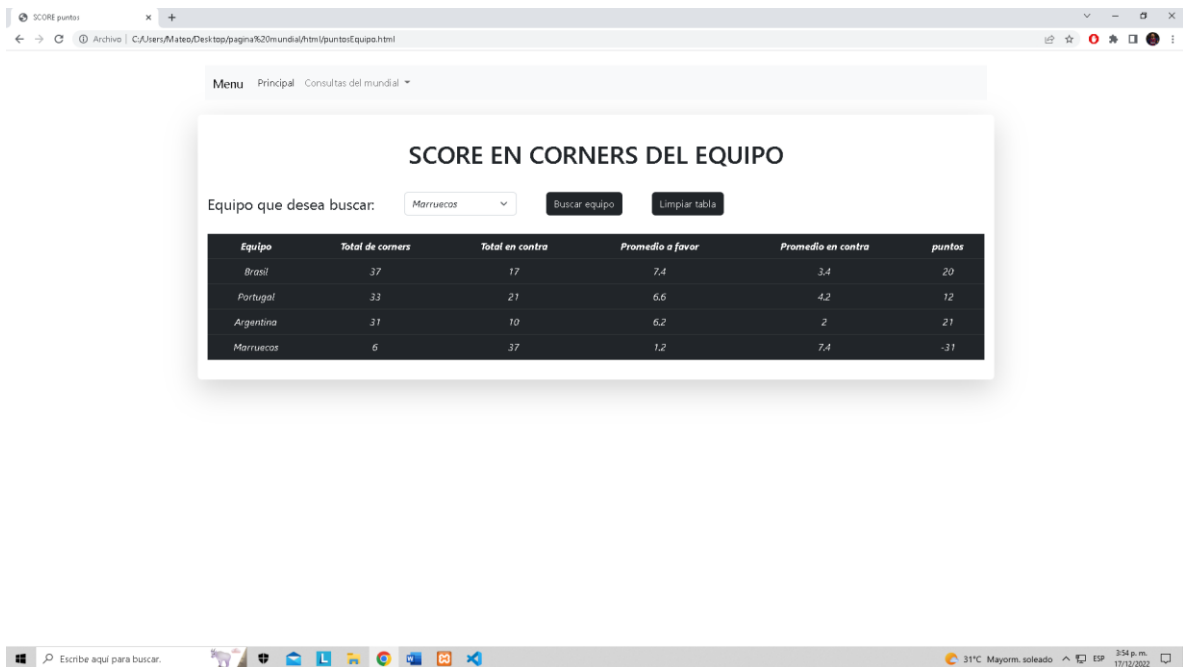 SCORE puntos
Archivo | C:/Users/Mateo/Desktop/pagina%20mundial/html/puntosEquipo.html
Menu Principal Consultas del mundial
SCORE EN CORNERS DEL EQUIPO
Equipo que desea buscar: Marruecos Buscar equipo Limpiar tabla
Equipo Total de corners Total en contra Promedio a favor Promedio en contra puntos
Brasil 37 17 7.4 3.4 20
Portugal 33 21 6.6 4.2 12
Argentina 31 10 6.2 2 21
Marruecos 6 37 1.2 7.4 -31
Escribe aquí para buscar. 31°C Mayorm. soleado ESP 3:54 p. m.
17/12/2022